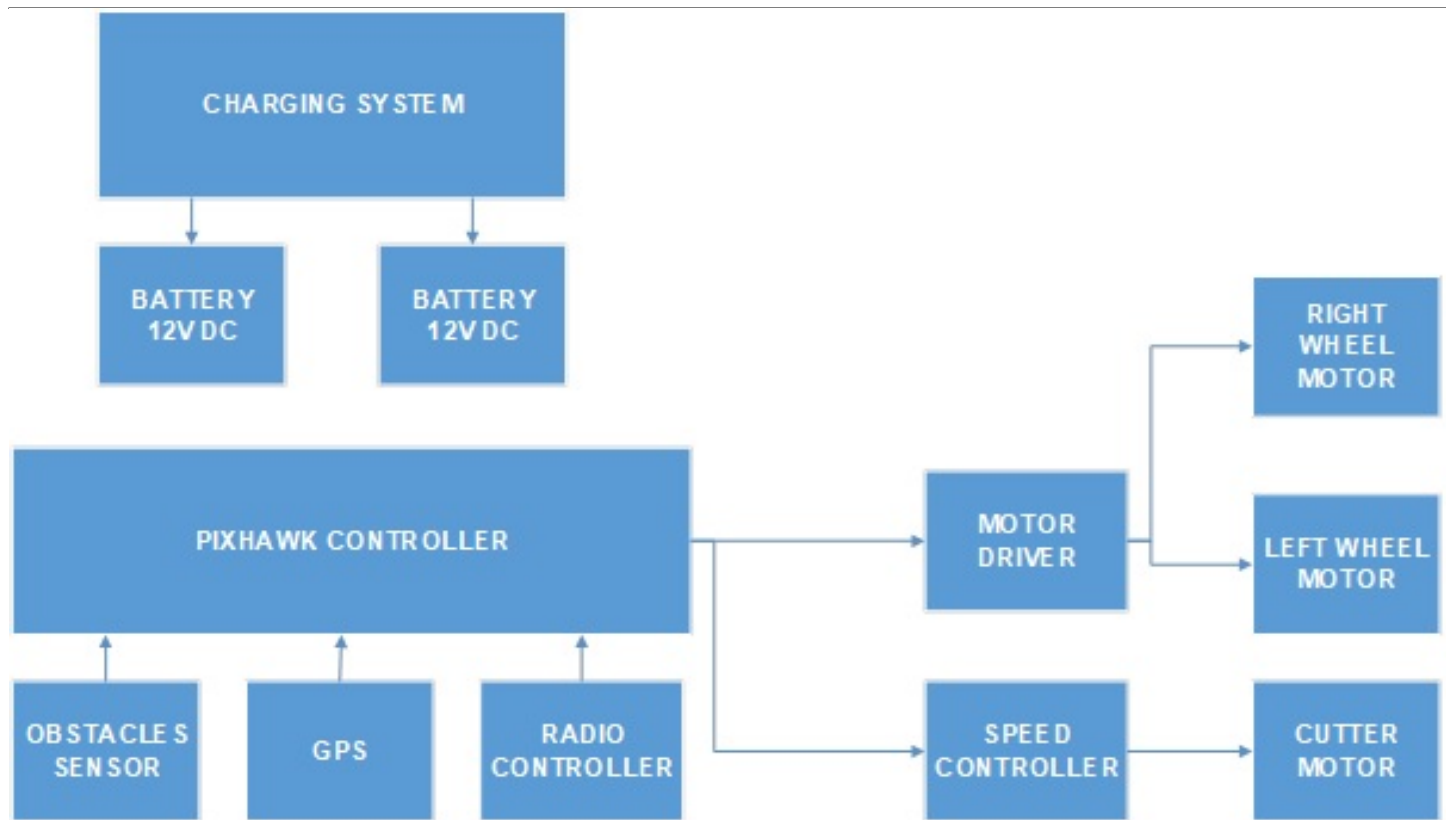 CHARGING SYSTEM
BATTERY
12V DC
BATTERY
12V DC
RIGHT
WHEEL
MOTOR
PIXHAWK CONTROLLER
MOTOR
DRIVER
LEFT WHEEL
MOTOR
OBSTACLES
SENSOR
GPS
RADIO
CONTROLLER
SPEED
CONTROLLER
CUTTER
MOTOR